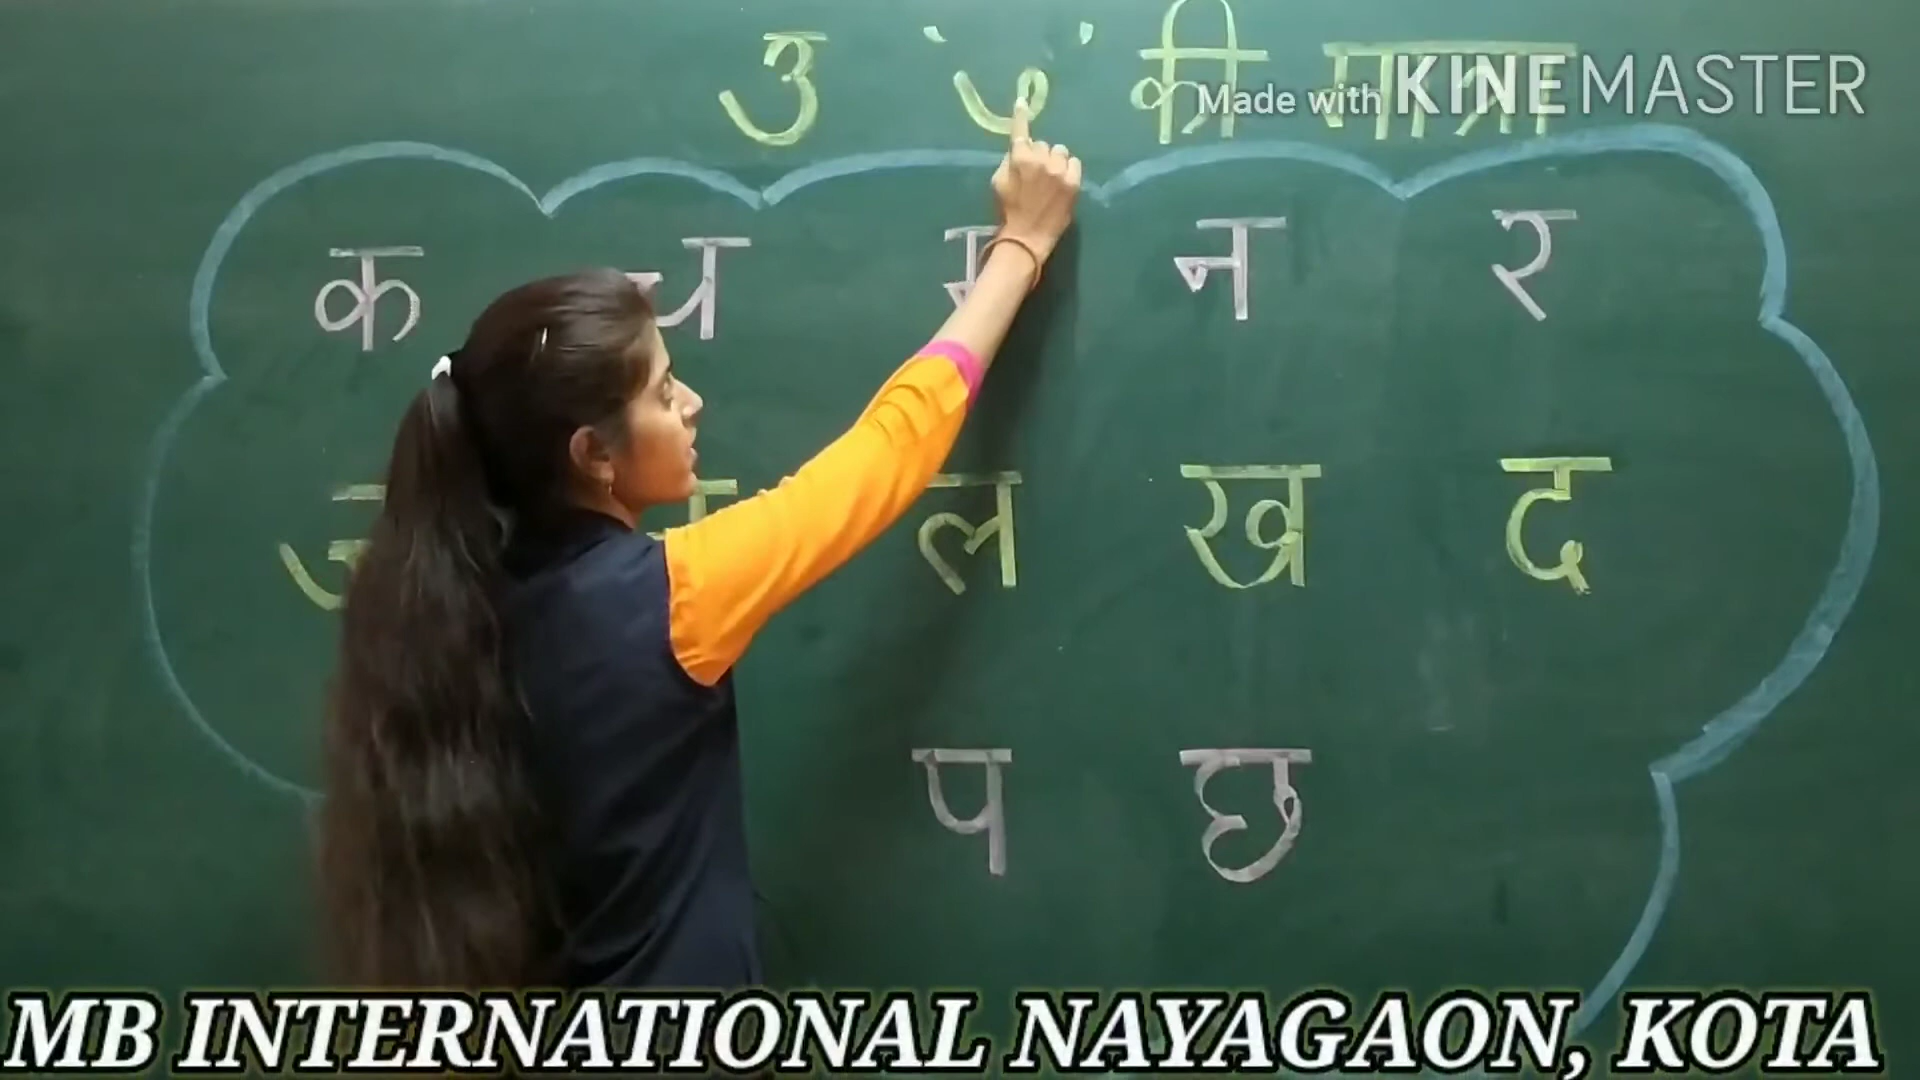 उ ' ु ' की मात्रा
Made with KINEMASTER
क च म न र
ल ख द
प छ
MB INTERNATIONAL NAYAGAON, KOTA